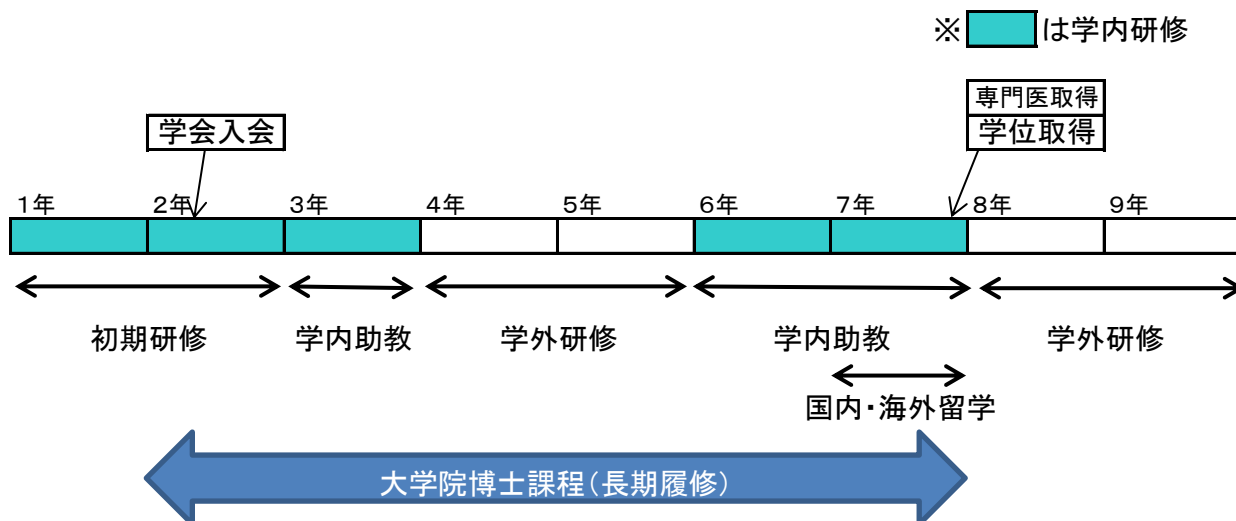 ※ は学内研修
専門医取得
学会入会
学位取得
1年 2年 3年 4年 5年 6年 7年 8年 9年
初期研修 学内助教 学外研修 学内助教 学外研修
国内・海外留学
大学院博士課程(長期履修)